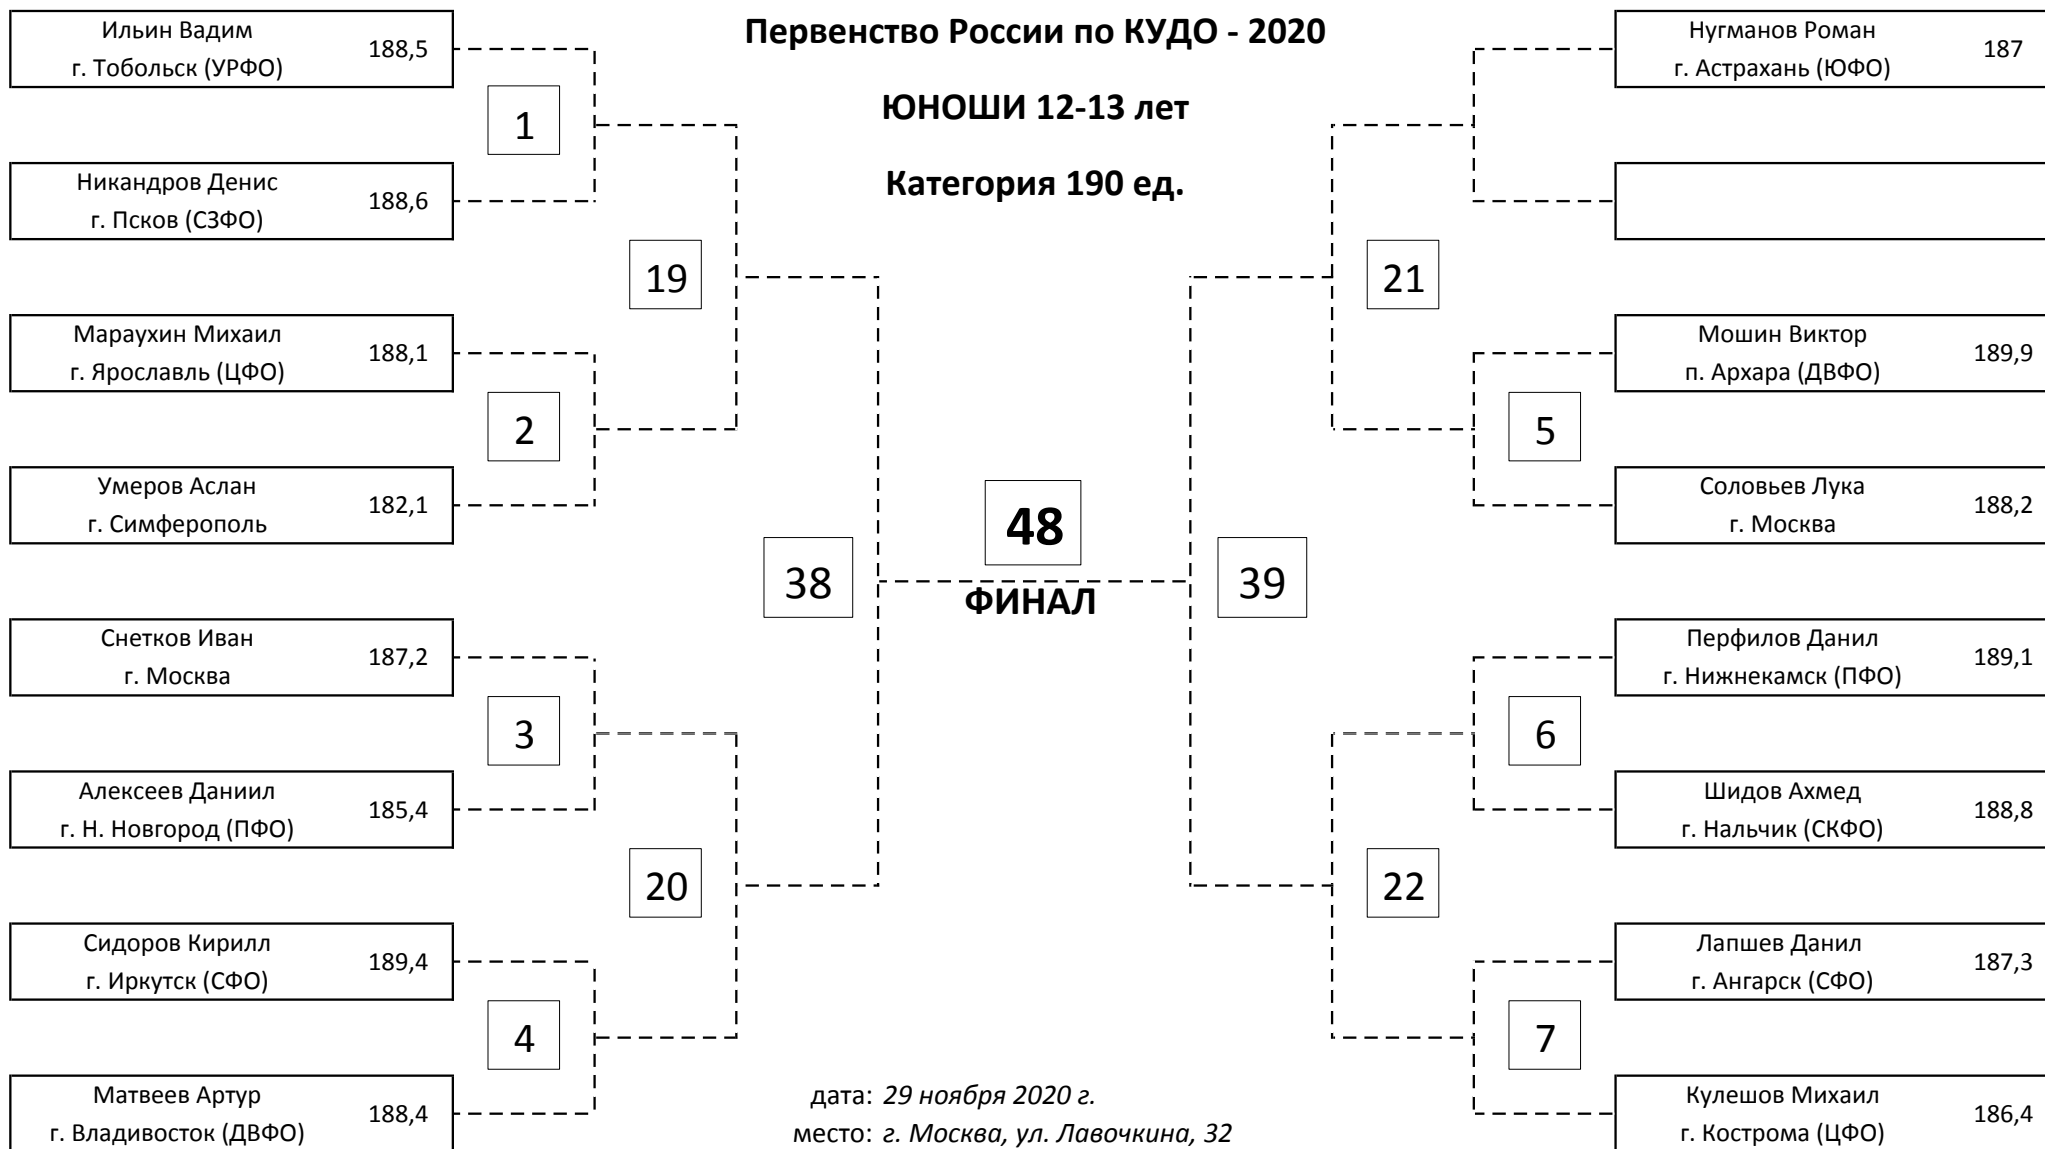 Первенство России по КУДО - 2020
ЮНОШИ 12-13 лет
Категория 190 ед.
Ильин Вадим
г. Тобольск (УРФО)
188,5
1
Никандров Денис
г. Псков (СЗФО)
188,6
19
Мараухин Михаил
г. Ярославль (ЦФО)
188,1
2
Умеров Аслан
г. Симферополь
182,1
38
Снетков Иван
г. Москва
187,2
3
Алексеев Даниил
г. Н. Новгород (ПФО)
185,4
20
Сидоров Кирилл
г. Иркутск (СФО)
189,4
4
Матвеев Артур
г. Владивосток (ДВФО)
188,4
48
ФИНАЛ
Нугманов Роман
г. Астрахань (ЮФО)
187
21
Мошин Виктор
п. Архара (ДВФО)
189,9
5
Соловьев Лука
г. Москва
188,2
39
Перфилов Данил
г. Нижнекамск (ПФО)
189,1
6
Шидов Ахмед
г. Нальчик (СКФО)
188,8
22
Лапшев Данил
г. Ангарск (СФО)
187,3
7
Кулешов Михаил
г. Кострома (ЦФО)
186,4
дата: 29 ноября 2020 г.
место: г. Москва, ул. Лавочкина, 32